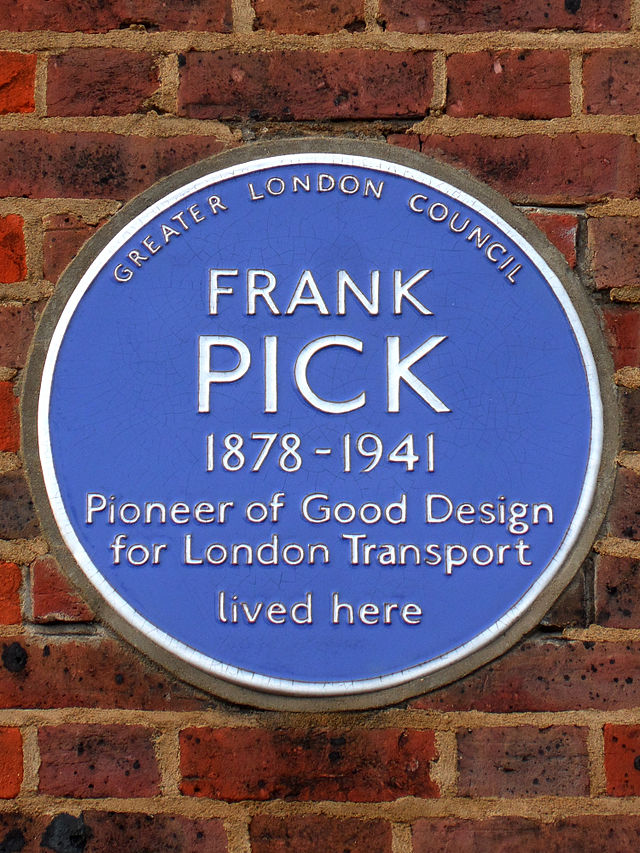 GREATER LONDON COUNCIL
FRANK
PICK
1878-1941
Pioneer of Good Design
for London Transport
lived here